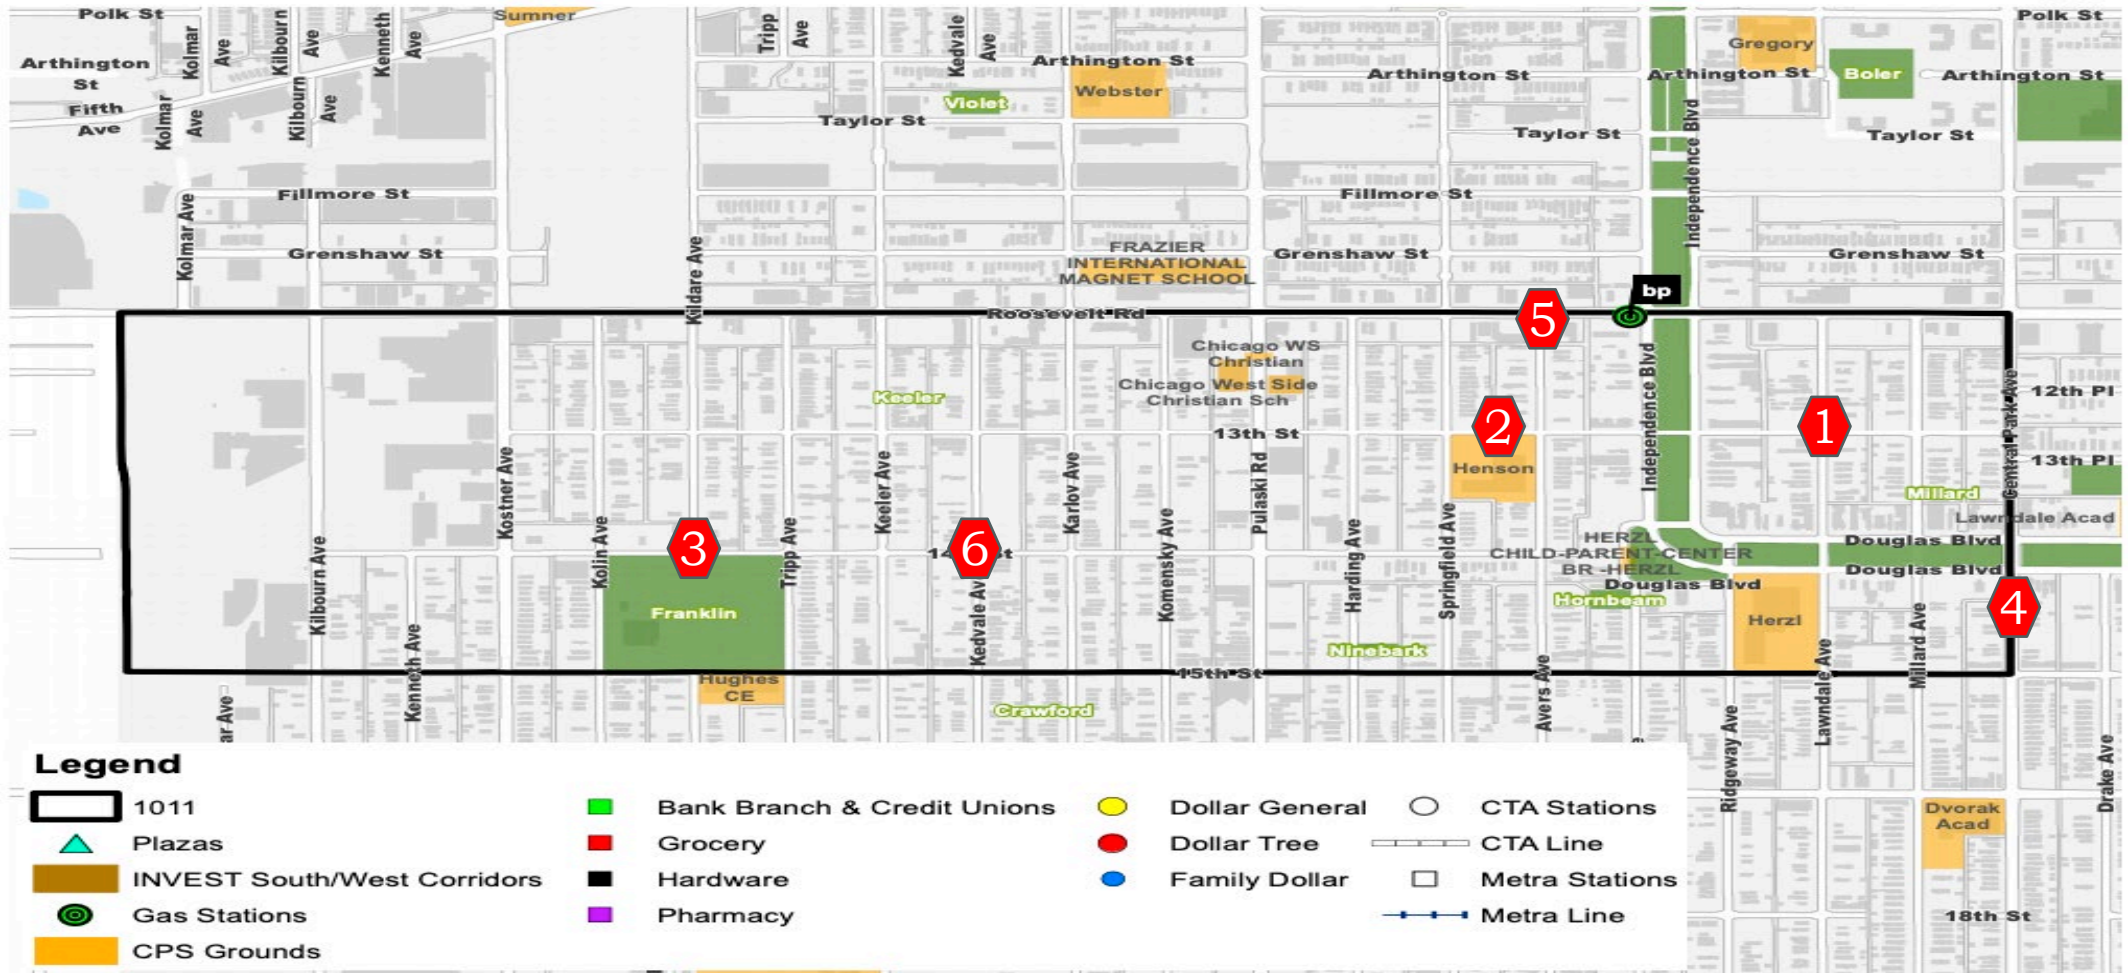 Polk St
Sumner
Polk St
Kolmar Ave
Kilbourn Ave
Kenneth Ave
Tripp Ave
Kedvale Ave
Gregory
Arthington St
Arthington St
Arthington St
Arthington St
Boler
Arthington St
Webster
Violet
Fifth Ave
Kolmar Ave
Kilbourn Ave
Taylor St
Taylor St
Taylor St
Independence Blvd
Fillmore St
Fillmore St
Kolmar Ave
Grenshaw St
Kildare Ave
FRAZIER
INTERNATIONAL
MAGNET SCHOOL
Grenshaw St
Grenshaw St
bp
Roosevelt Rd
5
Chicago WS
Christian
Chicago West Side
Christian Sch
Keeler
Independence Blvd
Central Park Ave
12th Pl
13th St
2
1
Henson
13th Pl
Millard
Lawndale Acad
Kostner Ave
Keeler Ave
Karlov Ave
Pulaski Rd
Kilbourn Ave
Kolin Ave
3
Tripp Ave
6
Komensky Ave
Harding Ave
Springfield Ave
HERZL
CHILD-PARENT-CENTER
BR -HERZL
Douglas Blvd
Douglas Blvd
Douglas Blvd
Hornbeam
4
Franklin
Kedvale Ave
Herzl
Ninebark
Kenneth Ave
15th St
Avers Ave
Lawndale Ave
Millard Ave
Hughes
CE
Crawford
Ridgeway Ave
Drake Ave
Dvorak
Acad
18th St
Legend
1011
Plazas
INVEST South/West Corridors
Gas Stations
CPS Grounds
Bank Branch & Credit Unions
Grocery
Hardware
Pharmacy
Dollar General
Dollar Tree
Family Dollar
CTA Stations
CTA Line
Metra Stations
Metra Line